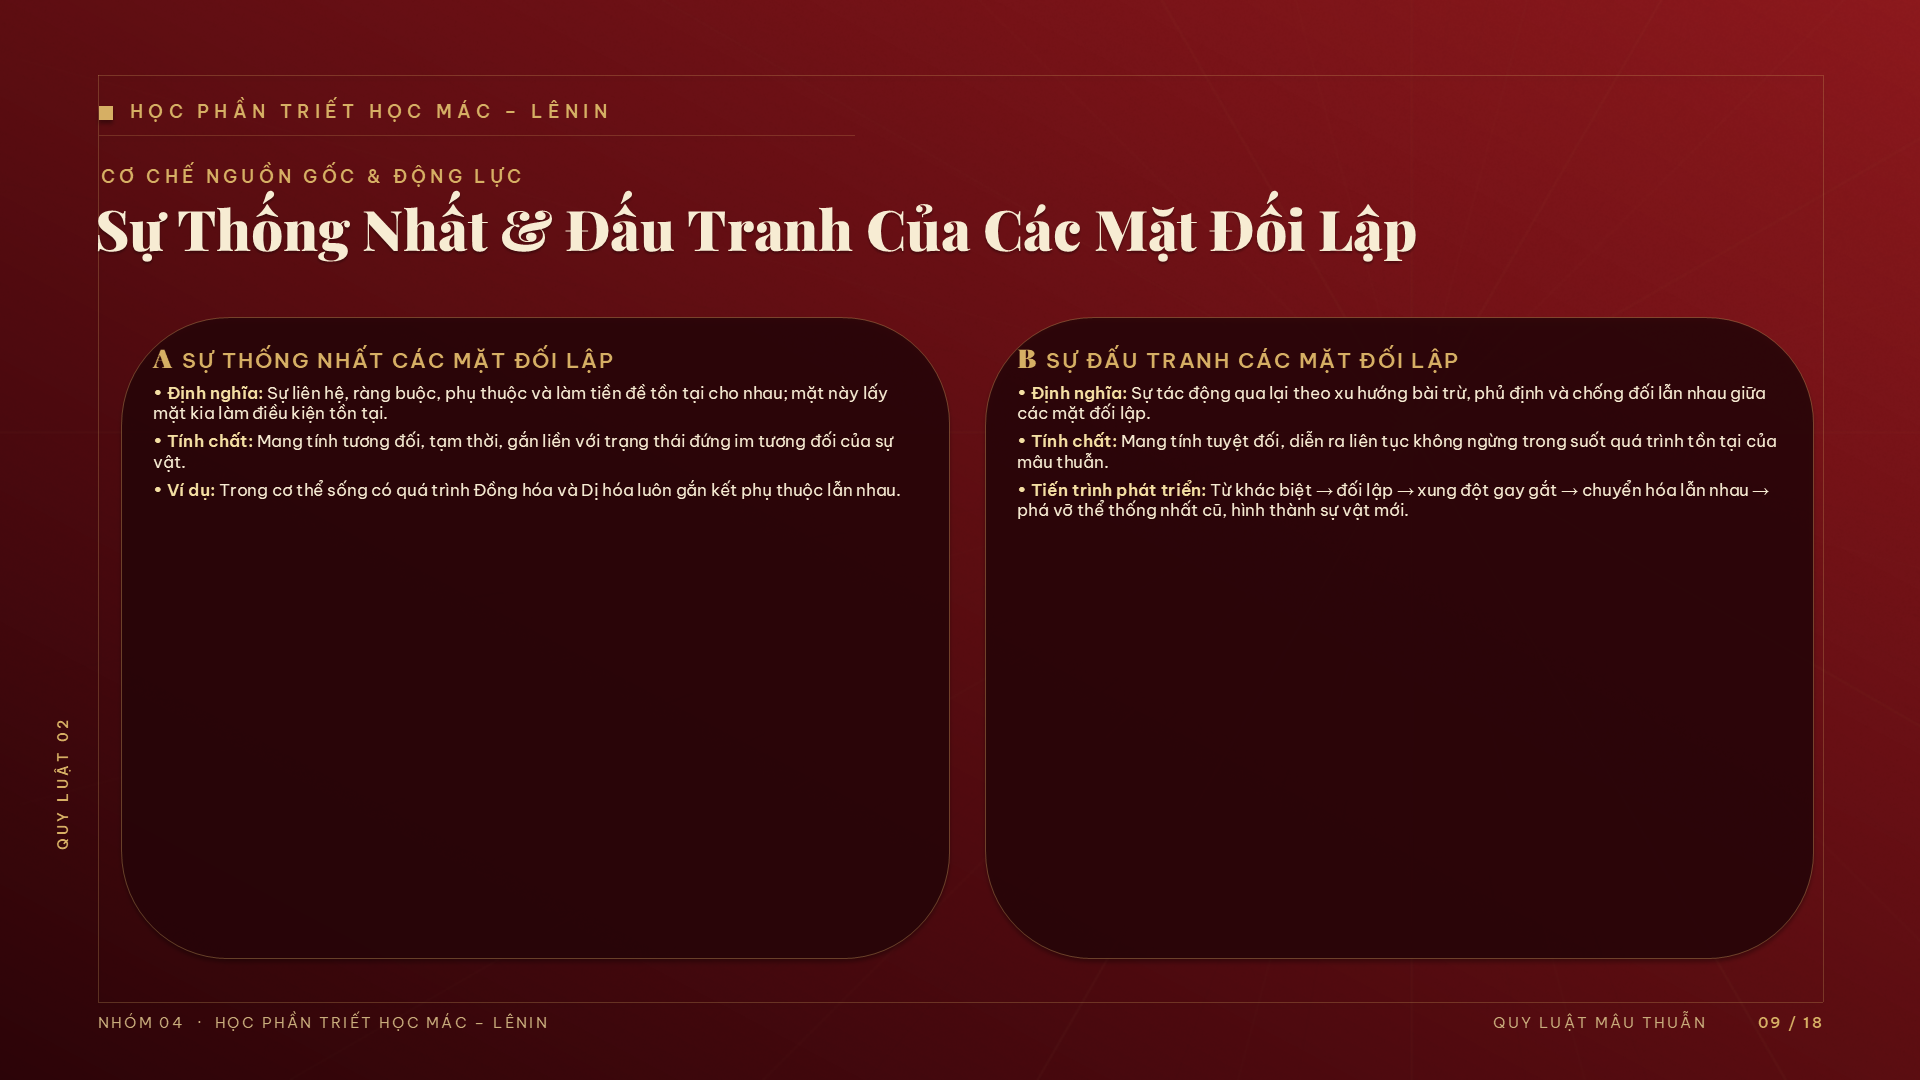 HỌC PHẦN TRIẾT HỌC MÁC – LÊNIN
CƠ CHẾ NGUỒN GỐC & ĐỘNG LỰC
Sự Thống Nhất & Đấu Tranh Của Các Mặt Đối Lập
A SỰ THỐNG NHẤT CÁC MẶT ĐỐI LẬP
• Định nghĩa: Sự liên hệ, ràng buộc, phụ thuộc và làm tiền đề tồn tại cho nhau; mặt này lấy
mặt kia làm điều kiện tồn tại.
• Tính chất: Mang tính tương đối, tạm thời, gắn liền với trạng thái đứng im tương đối của sự
vật.
• Ví dụ: Trong cơ thể sống có quá trình Đồng hóa và Dị hóa luôn gắn kết phụ thuộc lẫn nhau.
B SỰ ĐẤU TRANH CÁC MẶT ĐỐI LẬP
• Định nghĩa: Sự tác động qua lại theo xu hướng bài trừ, phủ định và chống đối lẫn nhau giữa
các mặt đối lập.
• Tính chất: Mang tính tuyệt đối, diễn ra liên tục không ngừng trong suốt quá trình tồn tại của
mâu thuẫn.
• Tiến trình phát triển: Từ khác biệt → đối lập → xung đột gay gắt → chuyển hóa lẫn nhau →
phá vỡ thể thống nhất cũ, hình thành sự vật mới.
QUY LUẬT 02
NHÓM 04 · HỌC PHẦN TRIẾT HỌC MÁC – LÊNIN
QUY LUẬT MÂU THUẪN 09 / 18